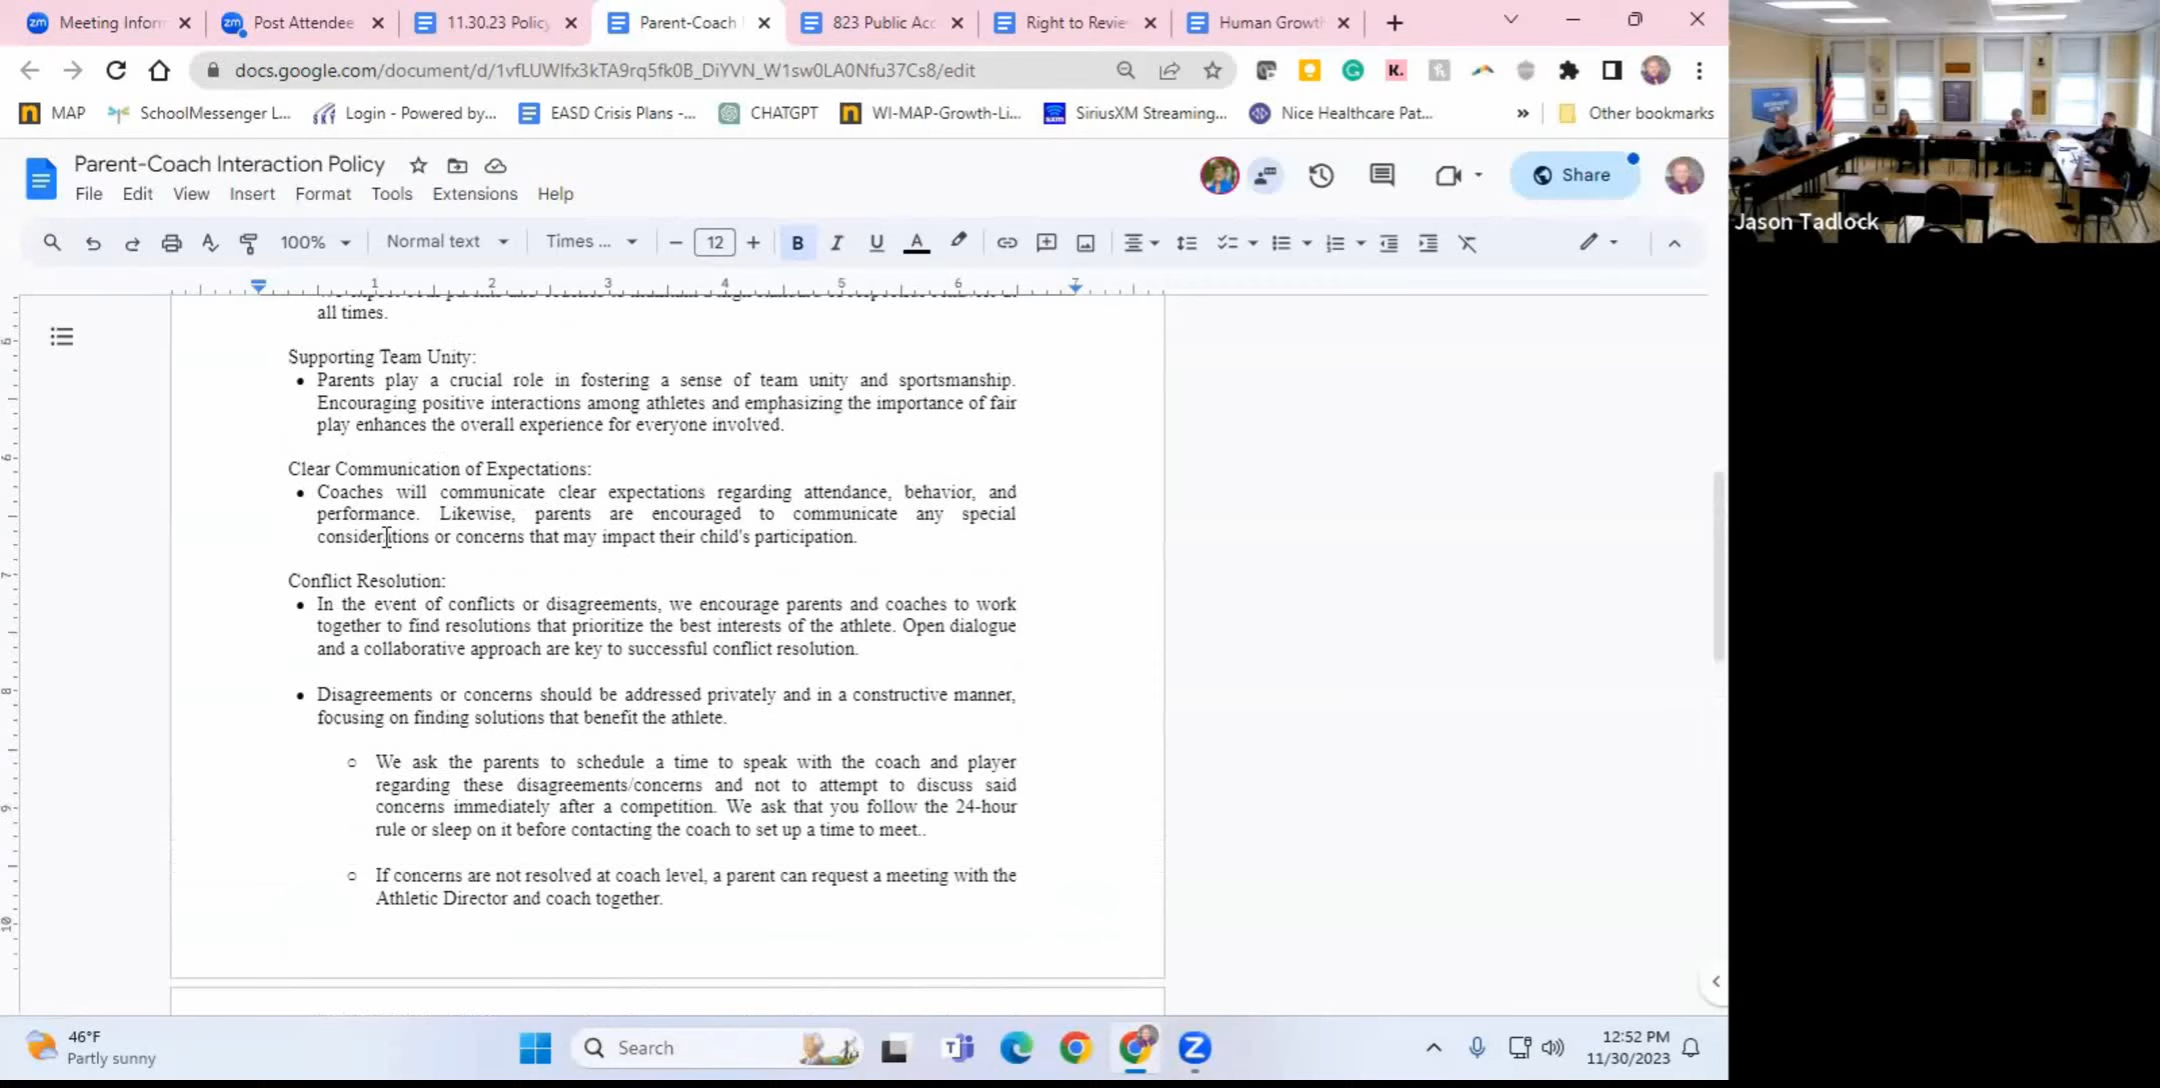 Meeting Inform
Post Attendee
11.30.23 Policy
Parent-Coach
823 Public Acc
Right to Revie
Human Growt
docs.google.com/document/d/1vfLUWlfx3kTA9rq5fk0B_DiYVN_W1sw0LA0Nfu37Cs8/edit
MAP
SchoolMessenger L...
Login - Powered by...
EASD Crisis Plans -...
CHATGPT
WI-MAP-Growth-Li...
SiriusXM Streaming...
Nice Healthcare Pat...
Other bookmarks
Parent-Coach Interaction Policy
File Edit View Insert Format Tools Extensions Help
Share
Jason Tadlock
100% Normal text Times ... 12
1 2 3 4 5 6 7
all times.
Supporting Team Unity:
Parents play a crucial role in fostering a sense of team unity and sportsmanship.
Encouraging positive interactions among athletes and emphasizing the importance of fair
play enhances the overall experience for everyone involved.
Clear Communication of Expectations:
Coaches will communicate clear expectations regarding attendance, behavior, and
performance. Likewise, parents are encouraged to communicate any special
considerations or concerns that may impact their child's participation.
Conflict Resolution:
In the event of conflicts or disagreements, we encourage parents and coaches to work
together to find resolutions that prioritize the best interests of the athlete. Open dialogue
and a collaborative approach are key to successful conflict resolution.
Disagreements or concerns should be addressed privately and in a constructive manner,
focusing on finding solutions that benefit the athlete.
We ask the parents to schedule a time to speak with the coach and player
regarding these disagreements/concerns and not to attempt to discuss said
concerns immediately after a competition. We ask that you follow the 24-hour
rule or sleep on it before contacting the coach to set up a time to meet..
If concerns are not resolved at coach level, a parent can request a meeting with the
Athletic Director and coach together.
46°F
Partly sunny
Search
12:52 PM
11/30/2023